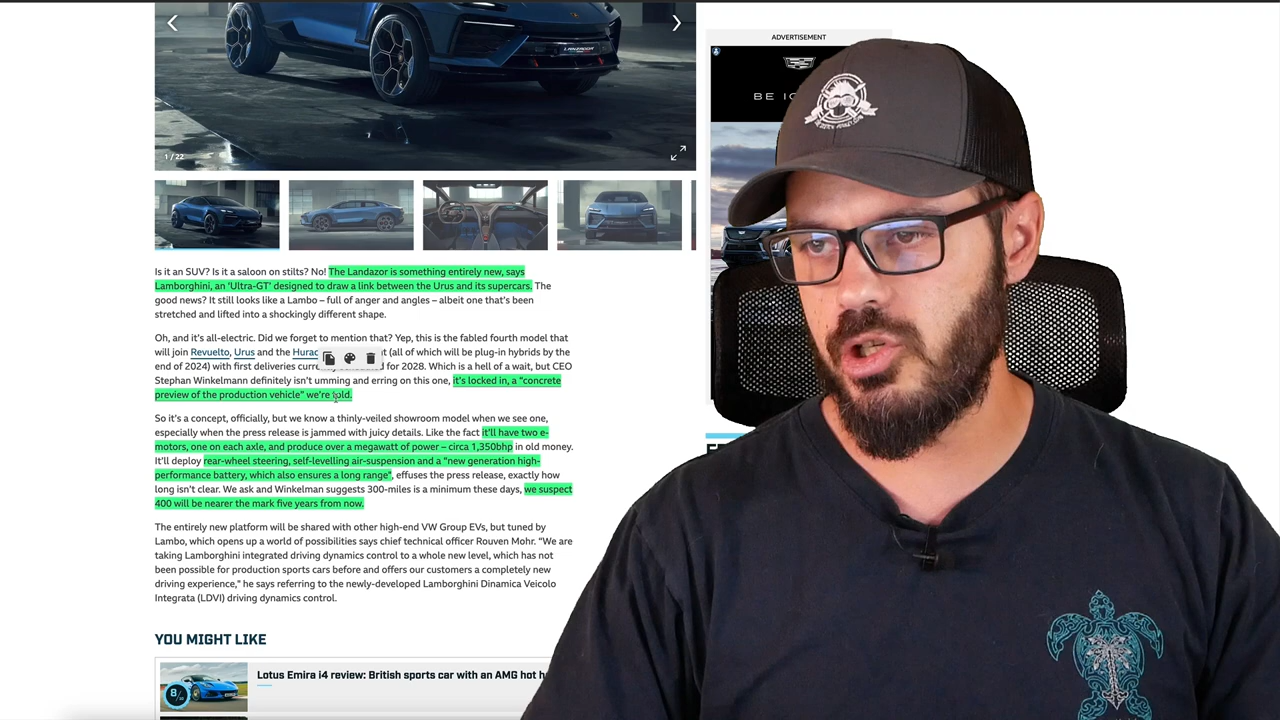 ADVERTISEMENT
LANZADOR
BE IC
1 / 22
Is it an SUV? Is it a saloon on stilts? No! The Landazor is something entirely new, says
Lamborghini, an 'Ultra-GT' designed to draw a link between the Urus and its supercars. The
good news? It still looks like a Lambo – full of anger and angles – albeit one that's been
stretched and lifted into a shockingly different shape.
Oh, and it's all-electric. Did we forget to mention that? Yep, this is the fabled fourth model that
will join Revuelto, Urus and the Hurac t (all of which will be plug-in hybrids by the
end of 2024) with first deliveries for 2028. Which is a hell of a wait, but CEO
Stephan Winkelmann definitely isn't umming and erring on this one, it's locked in, a "concrete
preview of the production vehicle" we're told.
So it's a concept, officially, but we know a thinly-veiled showroom model when we see one,
especially when the press release is jammed with juicy details. Like the fact it'll have two e-
motors, one on each axle, and produce over a megawatt of power – circa 1,350bhp in old money.
It'll deploy rear-wheel steering, self-levelling air-suspension and a "new generation high-
performance battery, which also ensures a long range", effuses the press release, exactly how
long isn't clear. We ask and Winkelman suggests 300-miles is a minimum these days, we suspect
400 will be nearer the mark five years from now.
The entirely new platform will be shared with other high-end VW Group EVs, but tuned by
Lambo, which opens up a world of possibilities says chief technical officer Rouven Mohr. "We are
taking Lamborghini integrated driving dynamics control to a whole new level, which has not
been possible for production sports cars before and offers our customers a completely new
driving experience," he says referring to the newly-developed Lamborghini Dinamica Veicolo
Integrata (LDVI) driving dynamics control.
YOU MIGHT LIKE
8/10
Lotus Emira i4 review: British sports car with an AMG hot h